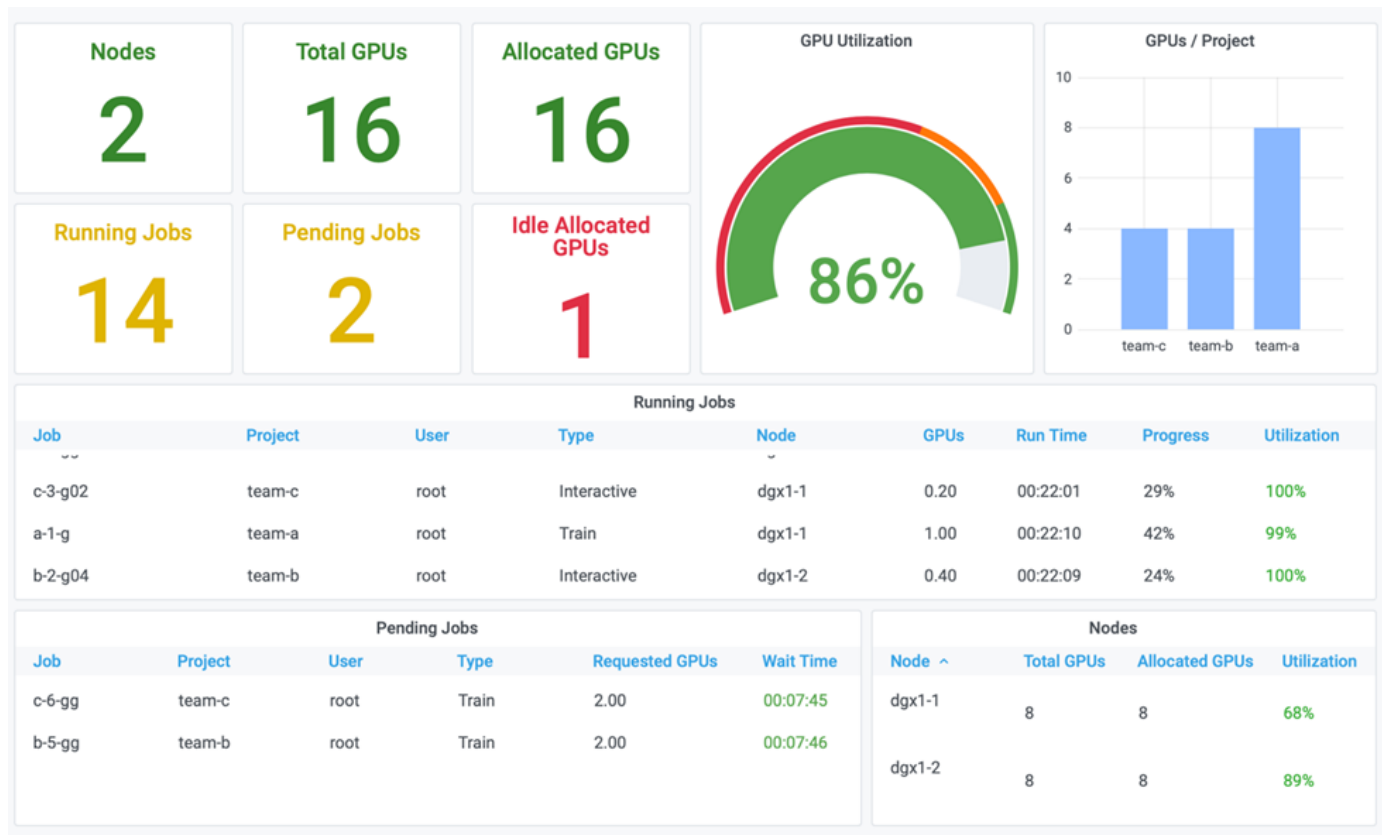 Nodes
2
Total GPUs
16
Allocated GPUs
16
Running Jobs
14
Pending Jobs
2
Idle Allocated
GPUs
1
GPU Utilization
86%
GPUs / Project
10
8
6
4
2
0
team-c team-b team-a
Running Jobs
Job Project User Type Node GPUs Run Time Progress Utilization
c-3-g02 team-c root Interactive dgx1-1 0.20 00:22:01 29% 100%
a-1-g team-a root Train dgx1-1 1.00 00:22:10 42% 99%
b-2-g04 team-b root Interactive dgx1-2 0.40 00:22:09 24% 100%
Pending Jobs
Job Project User Type Requested GPUs Wait Time
c-6-gg team-c root Train 2.00 00:07:45
b-5-gg team-b root Train 2.00 00:07:46
Nodes
Node Total GPUs Allocated GPUs Utilization
dgx1-1 8 8 68%
dgx1-2 8 8 89%